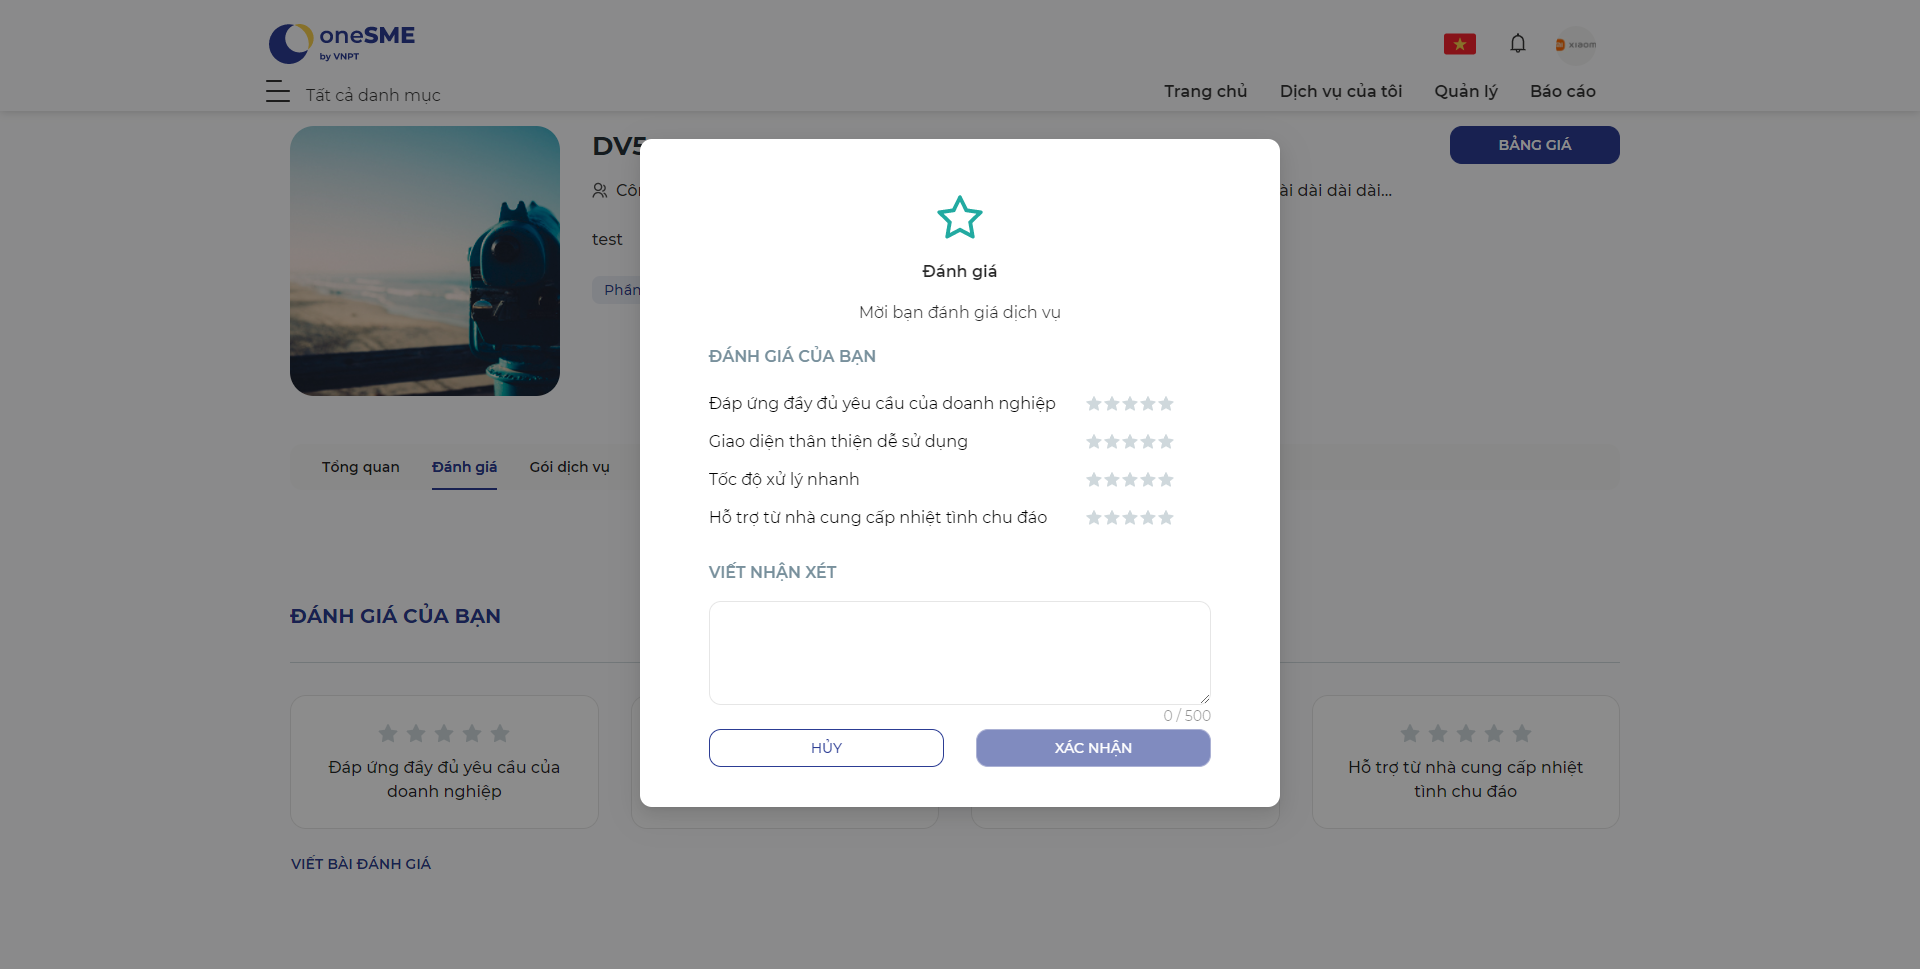 oneSME
by VNPT
xiaom
Tất cả danh mục
Trang chủ
Dịch vụ của tôi
Quản lý
Báo cáo
DV5
BẢNG GIÁ
ài dài dài dài...
test
Tổng quan
Đánh giá
Gói dịch vụ
ĐÁNH GIÁ CỦA BẠN
Đáp ứng đầy đủ yêu cầu của
doanh nghiệp
Hỗ trợ từ nhà cung cấp nhiệt
tình chu đáo
VIẾT BÀI ĐÁNH GIÁ
Đánh giá
Mời bạn đánh giá dịch vụ
ĐÁNH GIÁ CỦA BẠN
Đáp ứng đầy đủ yêu cầu của doanh nghiệp
Giao diện thân thiện dễ sử dụng
Tốc độ xử lý nhanh
Hỗ trợ từ nhà cung cấp nhiệt tình chu đáo
VIẾT NHẬN XÉT
0 / 500
HỦY
XÁC NHẬN